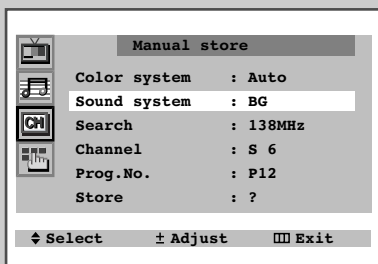 Manual store
Color system : Auto
Sound system : BG
CH
Search : 138MHz
Channel : S 6
Prog.No. : P12
Store : ?
Select ± Adjust Exit